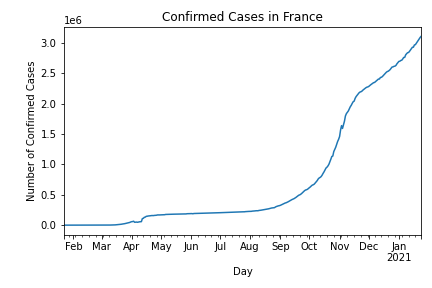 Confirmed Cases in France
1e6
Number of Confirmed Cases
3.0
2.5
2.0
1.5
1.0
0.5
0.0
Feb Mar Apr May Jun Jul Aug Sep Oct Nov Dec Jan
2021
Day